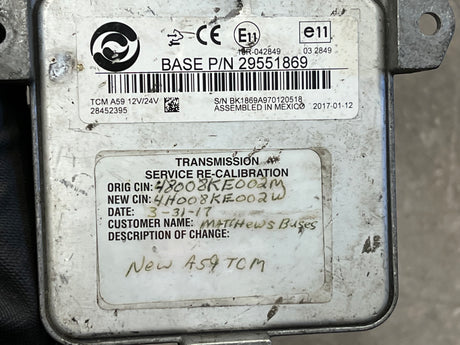 CE E11 e11
10R-042849 03 2849
BASE P/N 29551869
TCM A59 12V/24V S/N BK1869A970120518
28452395 ASSEMBLED IN MEXICO 2017-01-12
TRANSMISSION
SERVICE RE-CALIBRATION
ORIG CIN: 48008KE002M
NEW CIN: 4H008KE002W
DATE: 3-31-17
CUSTOMER NAME: MATTHEWS BUSES
DESCRIPTION OF CHANGE:
NEW A59 TCM